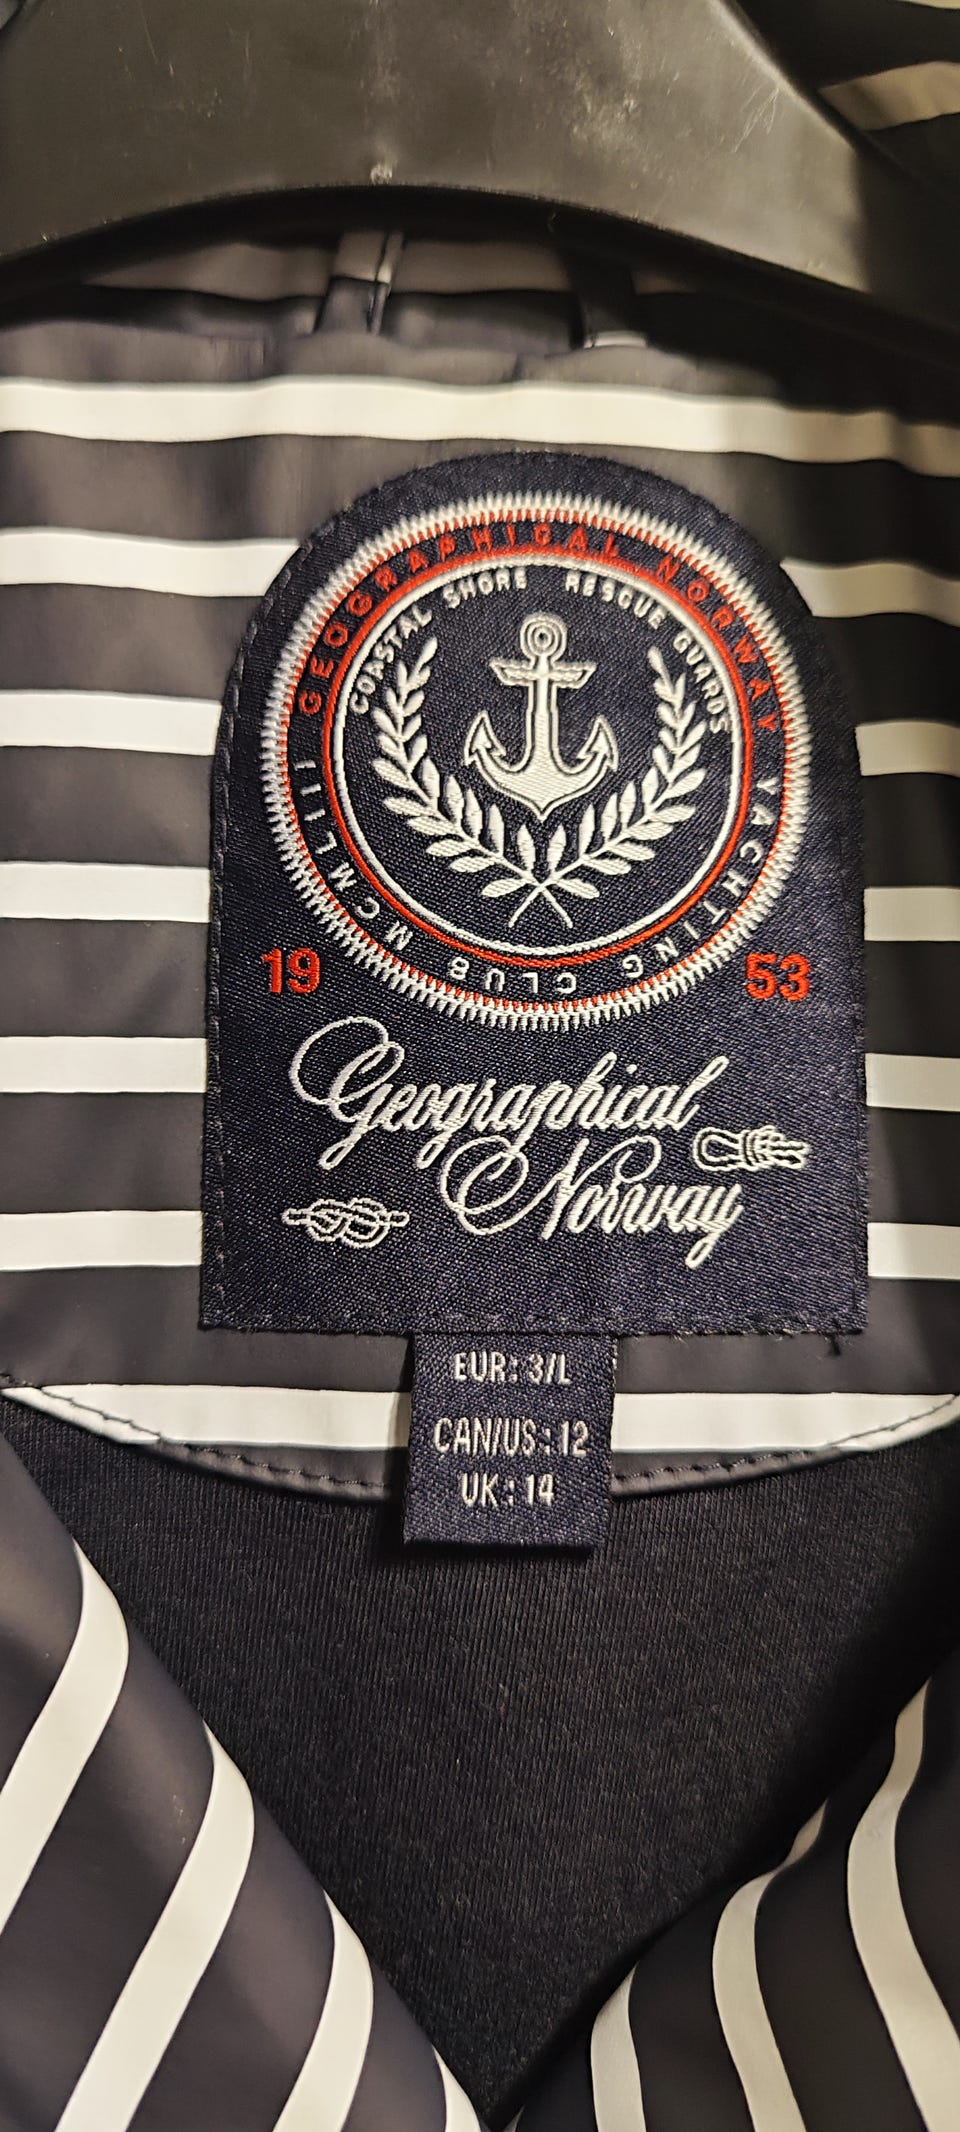 GEOGRAPHICAL NORWAY YACHTING CLUB MCMLIII
COASTAL SHORE RESCUE GUARDS
19 53
Geographical
Norway
EUR: 3/L
CAN/US: 12
UK: 14